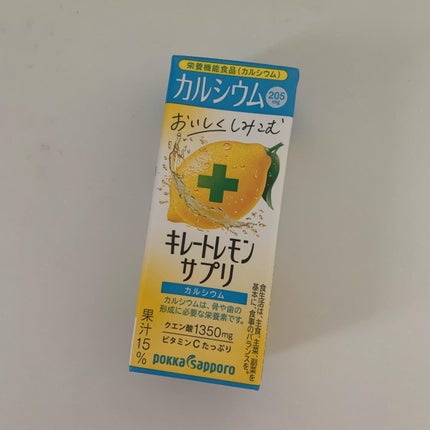 栄養機能食品(カルシウム)
カルシウム 205mg
おいしくしみこむ
キレートレモン
サプリ
カルシウム
カルシウムは、骨や歯の
形成に必要な栄養素です。
クエン酸1350mg
ビタミンCたっぷり
果汁15%
食生活は、主食、主菜、副菜を
基本に、食事のバランスを。
POKKA SAPPORO